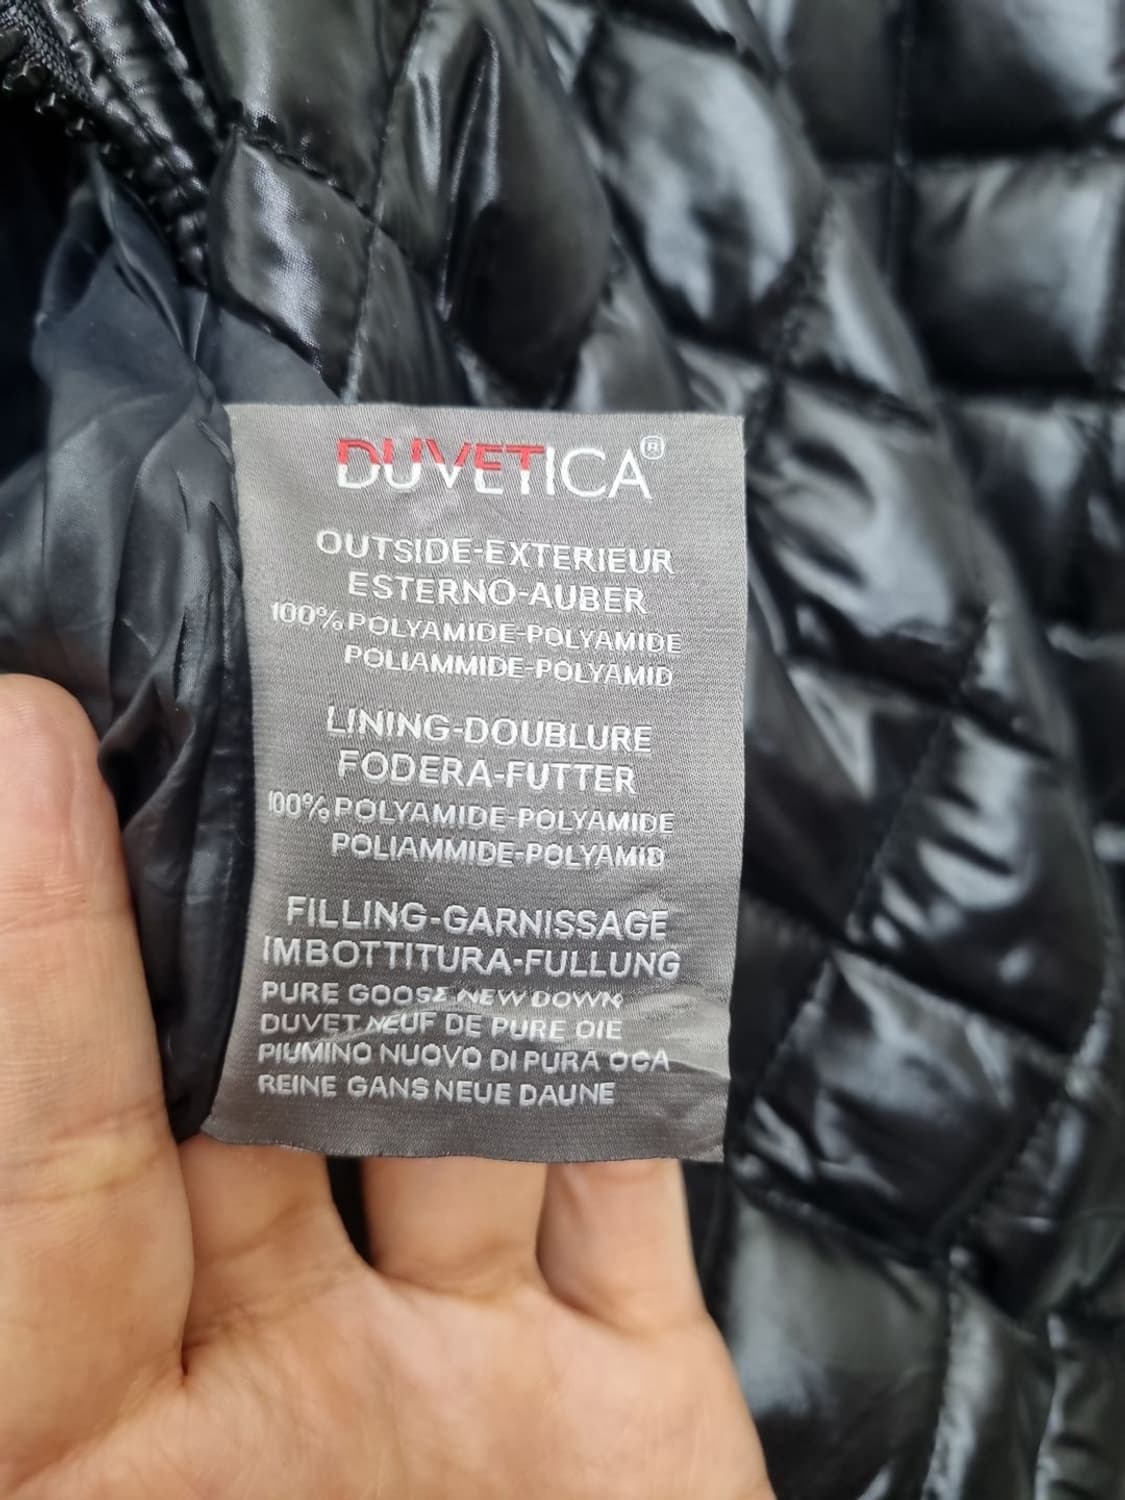 DUVETICA®
OUTSIDE-EXTERIEUR
ESTERNO-AUBER
100% POLYAMIDE-POLYAMIDE
POLIAMMIDE-POLYAMID
LINING-DOUBLURE
FODERA-FUTTER
100% POLYAMIDE-POLYAMIDE
POLIAMMIDE-POLYAMID
FILLING-GARNISSAGE
IMBOTTITURA-FULLUNG
PURE GOOSE NEW DOWN
DUVET NEUF DE PURE OIE
PIUMINO NUOVO DI PURA OCA
REINE GANS NEUE DAUNE